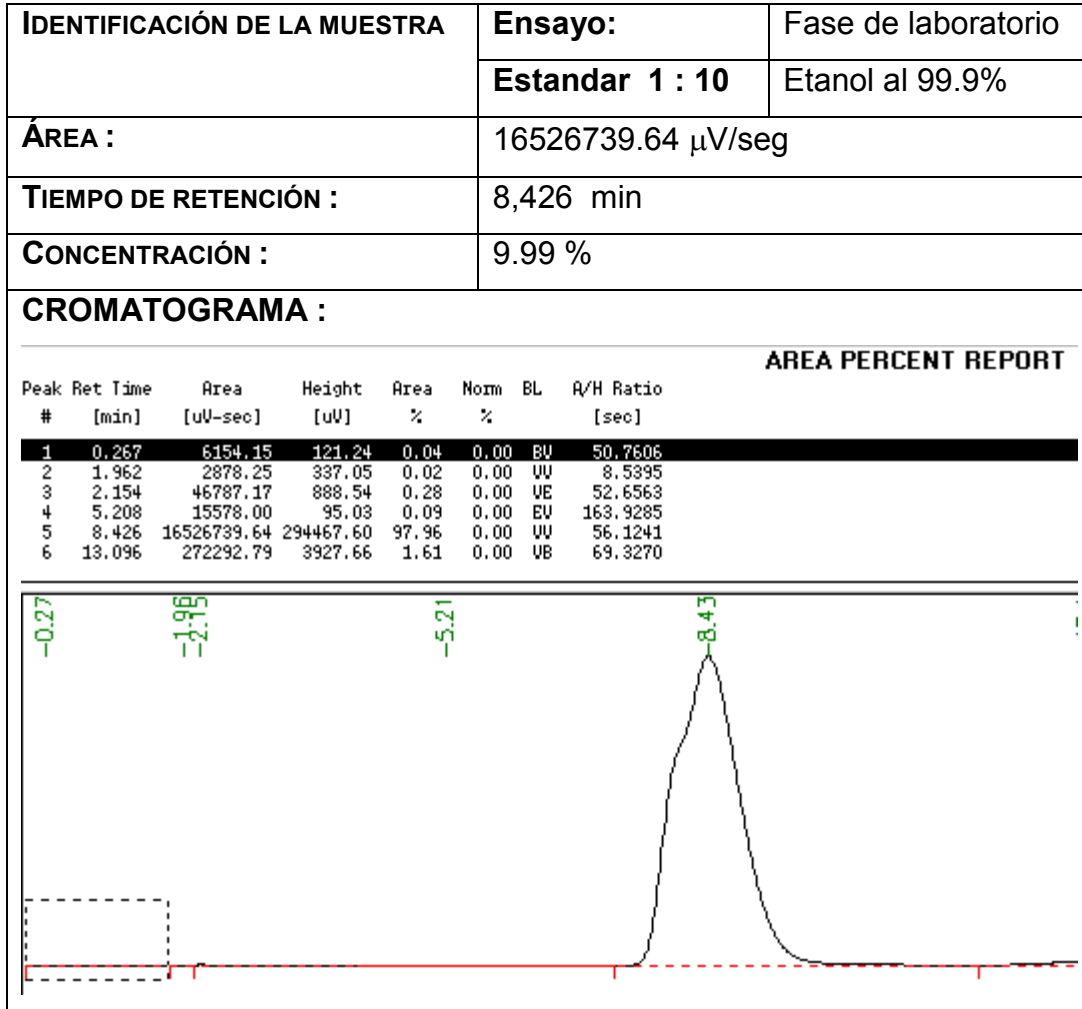 IDENTIFICACIÓN DE LA MUESTRA Ensayo: Fase de laboratorio
Estandar 1 : 10 Etanol al 99.9%
ÁREA : 16526739.64 μV/seg
TIEMPO DE RETENCIÓN : 8,426 min
CONCENTRACIÓN : 9.99 %
CROMATOGRAMA :
AREA PERCENT REPORT
Peak Ret Time Area Height Area Norm BL A/H Ratio
# [min] [uV-sec] [uV] % % [sec]
1 0.267 6154.15 121.24 0.04 0.00 BV 50.7606
2 1.962 2878.25 337.05 0.02 0.00 VV 8.5395
3 2.154 46787.17 888.54 0.28 0.00 VE 52.6563
4 5.208 15578.00 95.03 0.09 0.00 EV 163.9285
5 8.426 16526739.64 294467.60 97.96 0.00 VV 56.1241
6 13.096 272292.79 3927.66 1.61 0.00 VB 69.3270
-0.27
-1.96
-2.15
-5.21
-8.43